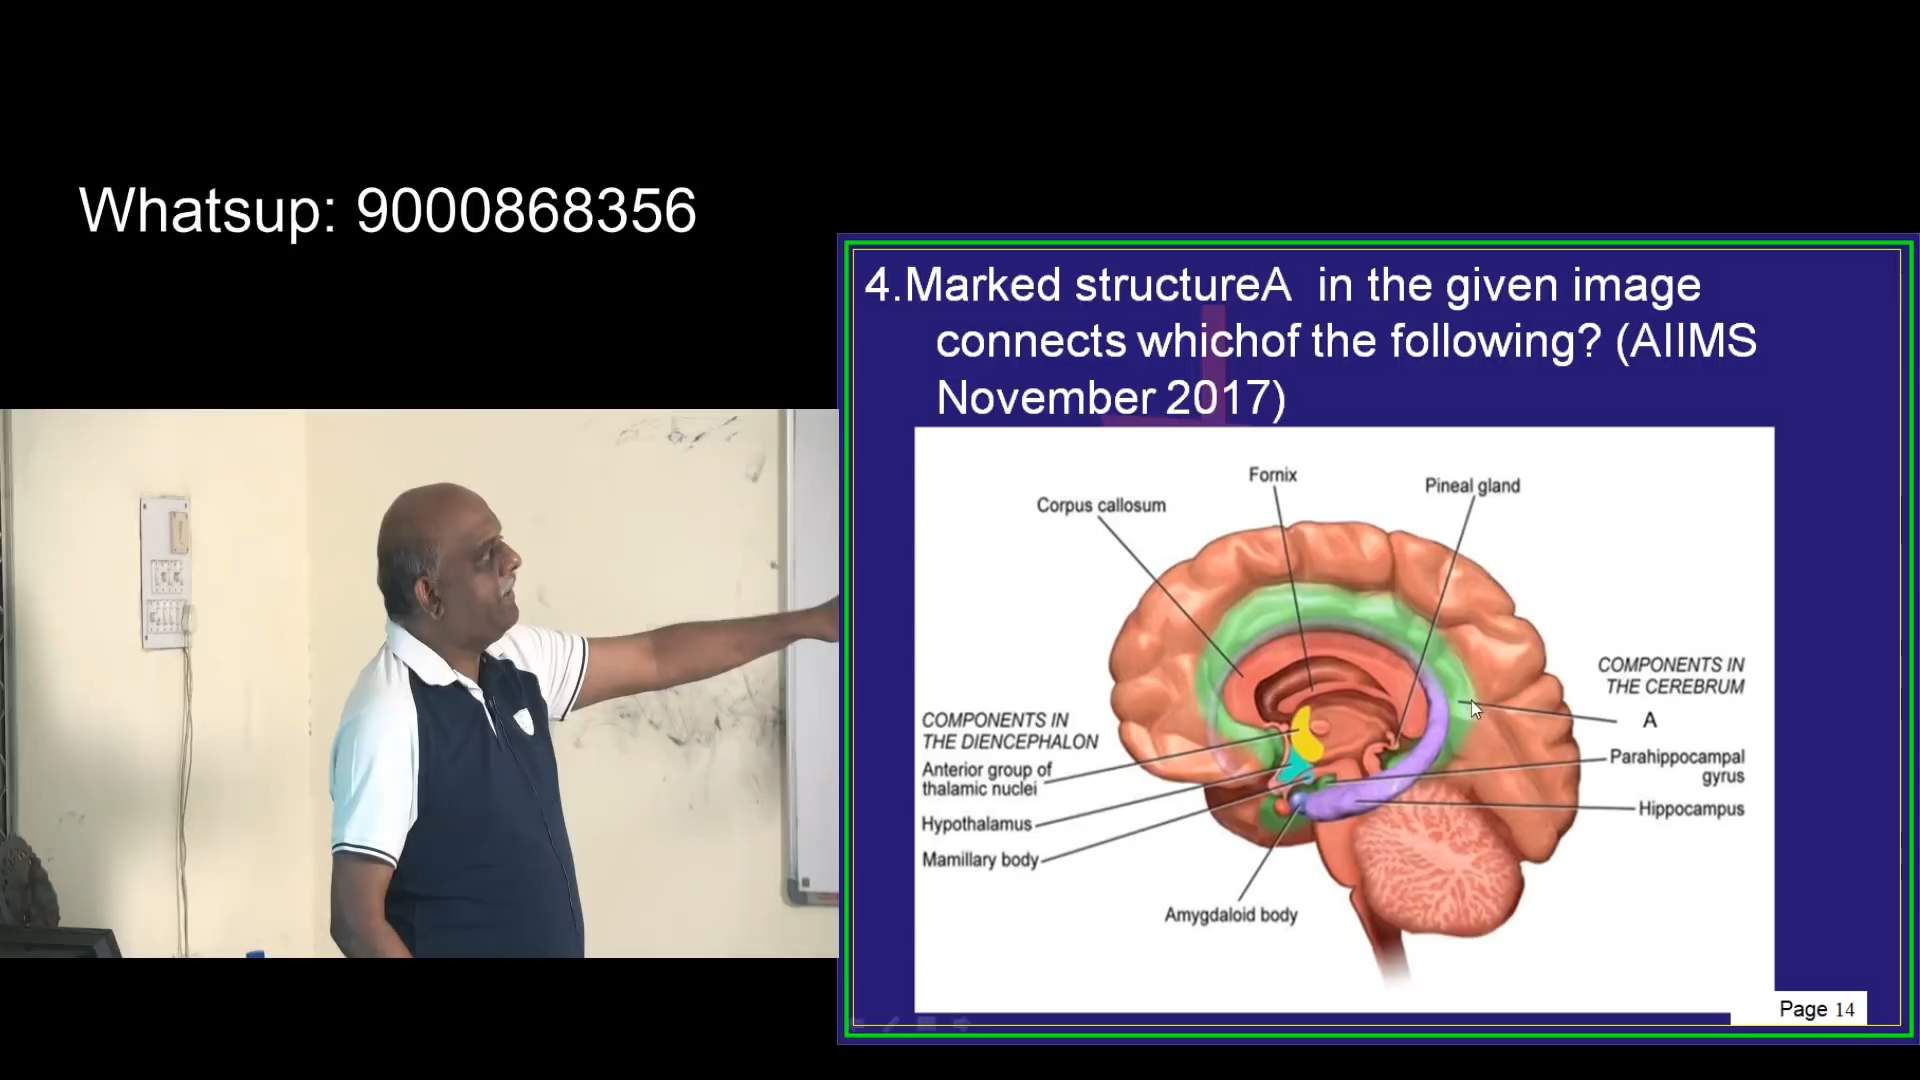 Whatsup: 9000868356
4.Marked structureA  in the given image
connects whichof the following? (AIIMS
November 2017)
Fornix
Pineal gland
Corpus callosum
COMPONENTS IN
THE CEREBRUM
A
COMPONENTS IN
THE DIENCEPHALON
Anterior group of
thalamic nuclei
Parahippocampal
gyrus
Hippocampus
Hypothalamus
Mamillary body
Amygdaloid body
Page 14